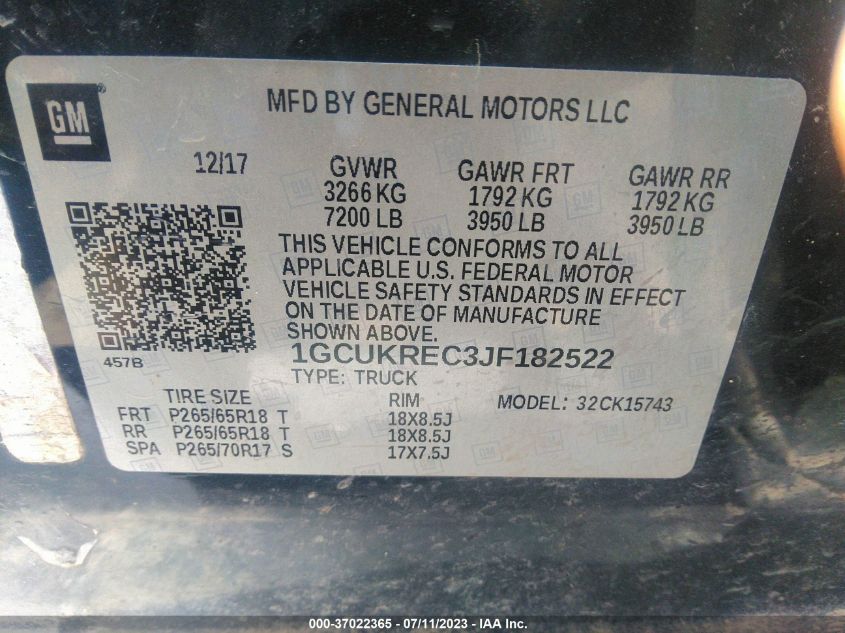 GM
MFD BY GENERAL MOTORS LLC
12/17 GVWR GAWR FRT GAWR RR
3266 KG 1792 KG 1792 KG
7200 LB 3950 LB 3950 LB
THIS VEHICLE CONFORMS TO ALL
APPLICABLE U.S. FEDERAL MOTOR
VEHICLE SAFETY STANDARDS IN EFFECT
ON THE DATE OF MANUFACTURE
SHOWN ABOVE.
457B
1GCUKREC3JF182522
TYPE: TRUCK
TIRE SIZE RIM MODEL: 32CK15743
FRT P265/65R18 T 18X8.5J
RR P265/65R18 T 18X8.5J
SPA P265/70R17 S 17X7.5J
000-37022365 - 07/11/2023 - IAAI.COM